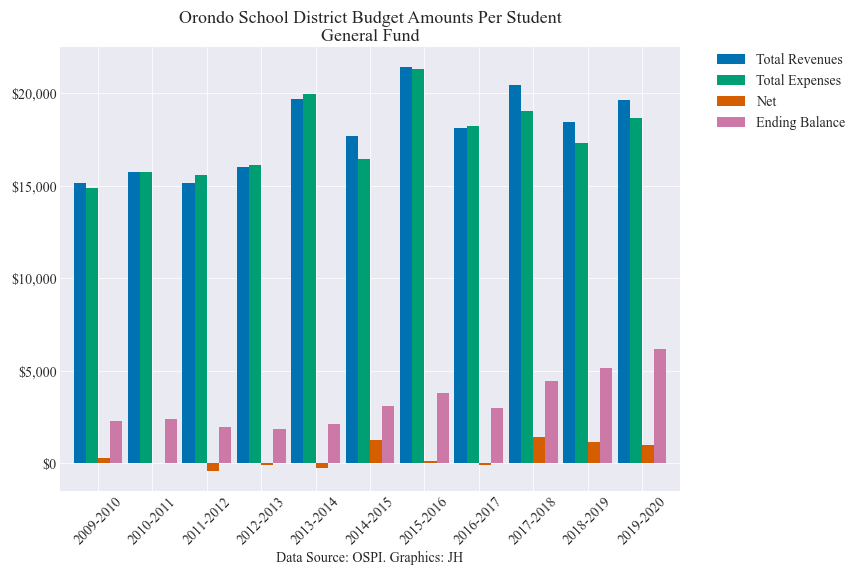 Orondo School District Budget Amounts Per Student
General Fund
Total Revenues
Total Expenses
Net
Ending Balance
$20,000
$15,000
$10,000
$5,000
$0
2009-2010
2010-2011
2011-2012
2012-2013
2013-2014
2014-2015
2015-2016
2016-2017
2017-2018
2018-2019
2019-2020
Data Source: OSPI. Graphics: JH